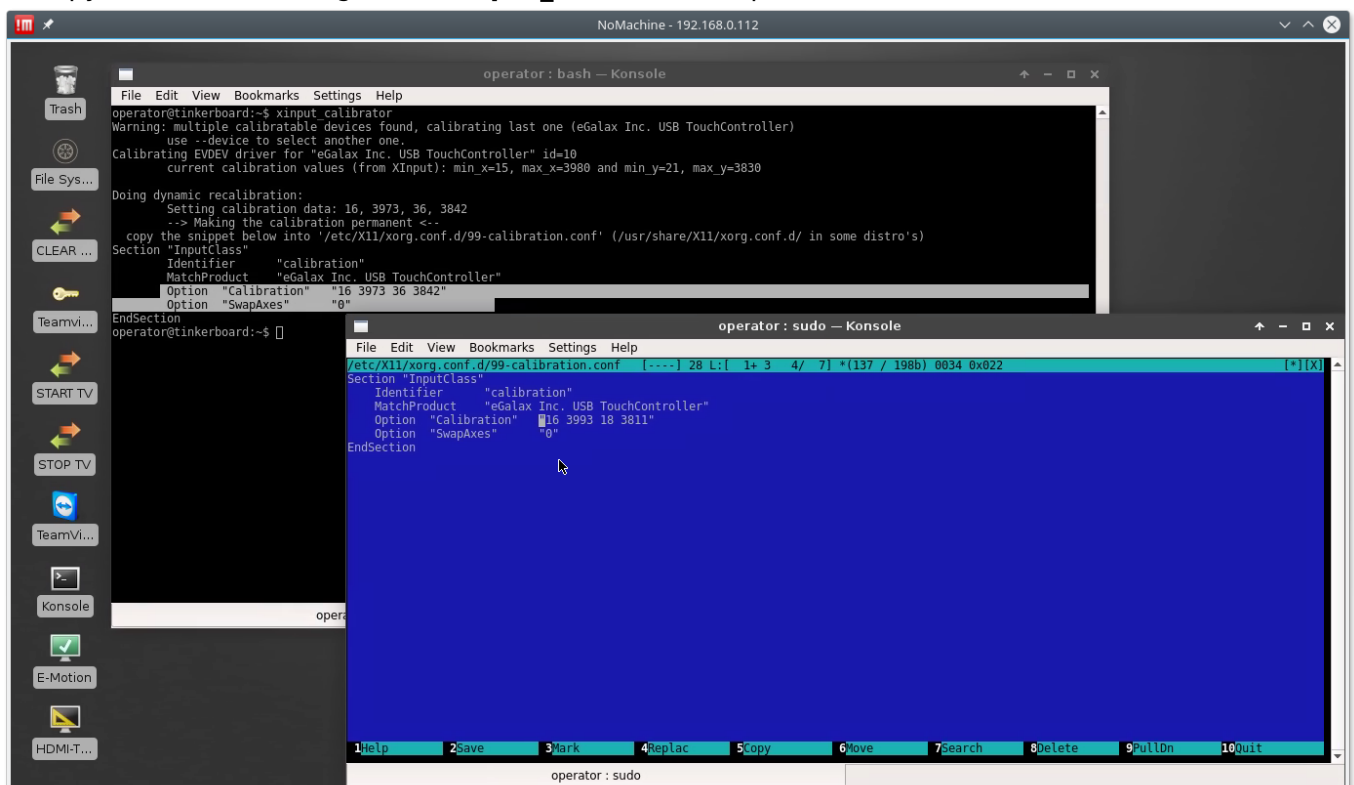 NoMachine - 192.168.0.112
Trash
File Sys...
CLEAR ...
Teamvi...
START TV
STOP TV
TeamVi...
Konsole
E-Motion
HDMI-T...
operator : bash — Konsole
File Edit View Bookmarks Settings Help
operator@tinkerboard:~$ xinput_calibrator
Warning: multiple calibratable devices found, calibrating last one (eGalax Inc. USB TouchController)
use --device to select another one.
Calibrating EVDEV driver for "eGalax Inc. USB TouchController" id=10
current calibration values (from XInput): min_x=15, max_x=3980 and min_y=21, max_y=3830
Doing dynamic recalibration:
Setting calibration data: 16, 3973, 36, 3842
--> Making the calibration permanent <--
copy the snippet below into '/etc/X11/xorg.conf.d/99-calibration.conf' (/usr/share/X11/xorg.conf.d/ in some distro's)
Section "InputClass"
Identifier "calibration"
MatchProduct "eGalax Inc. USB TouchController"
Option "Calibration" "16 3973 36 3842"
Option "SwapAxes" "0"
EndSection
operator@tinkerboard:~$
opera
operator : sudo — Konsole
File Edit View Bookmarks Settings Help
/etc/X11/xorg.conf.d/99-calibration.conf [----] 28 L:[ 1+ 3 4/ 7] *(137 / 198b) 0034 0x022 [*][X]
Section "InputClass"
Identifier "calibration"
MatchProduct "eGalax Inc. USB TouchController"
Option "Calibration" "16 3993 18 3811"
Option "SwapAxes" "0"
EndSection
1Help 2Save 3Mark 4Replac 5Copy 6Move 7Search 8Delete 9PullDn 10Quit
operator : sudo